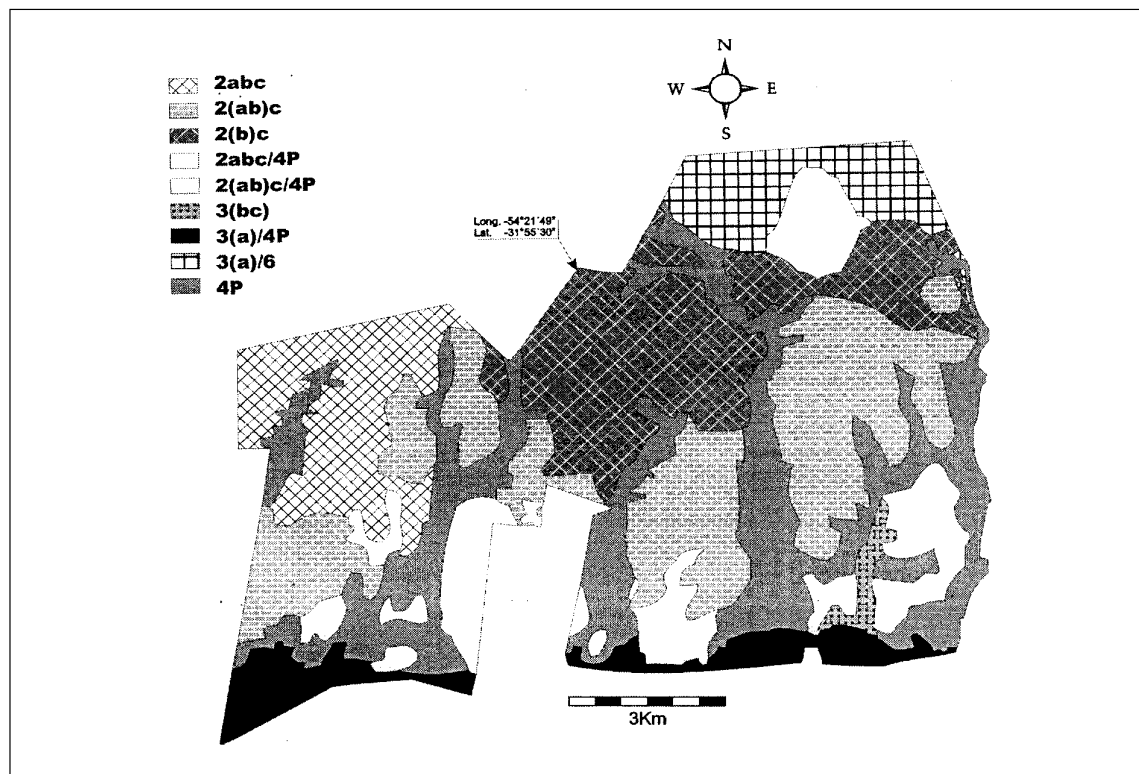 N
W E
S
2abc
2(ab)c
2(b)c
2abc/4P
2(ab)c/4P
3(bc)
3(a)/4P
3(a)/6
4P
Long. -54°21´49"
Lat. -31°55´30"
3Km